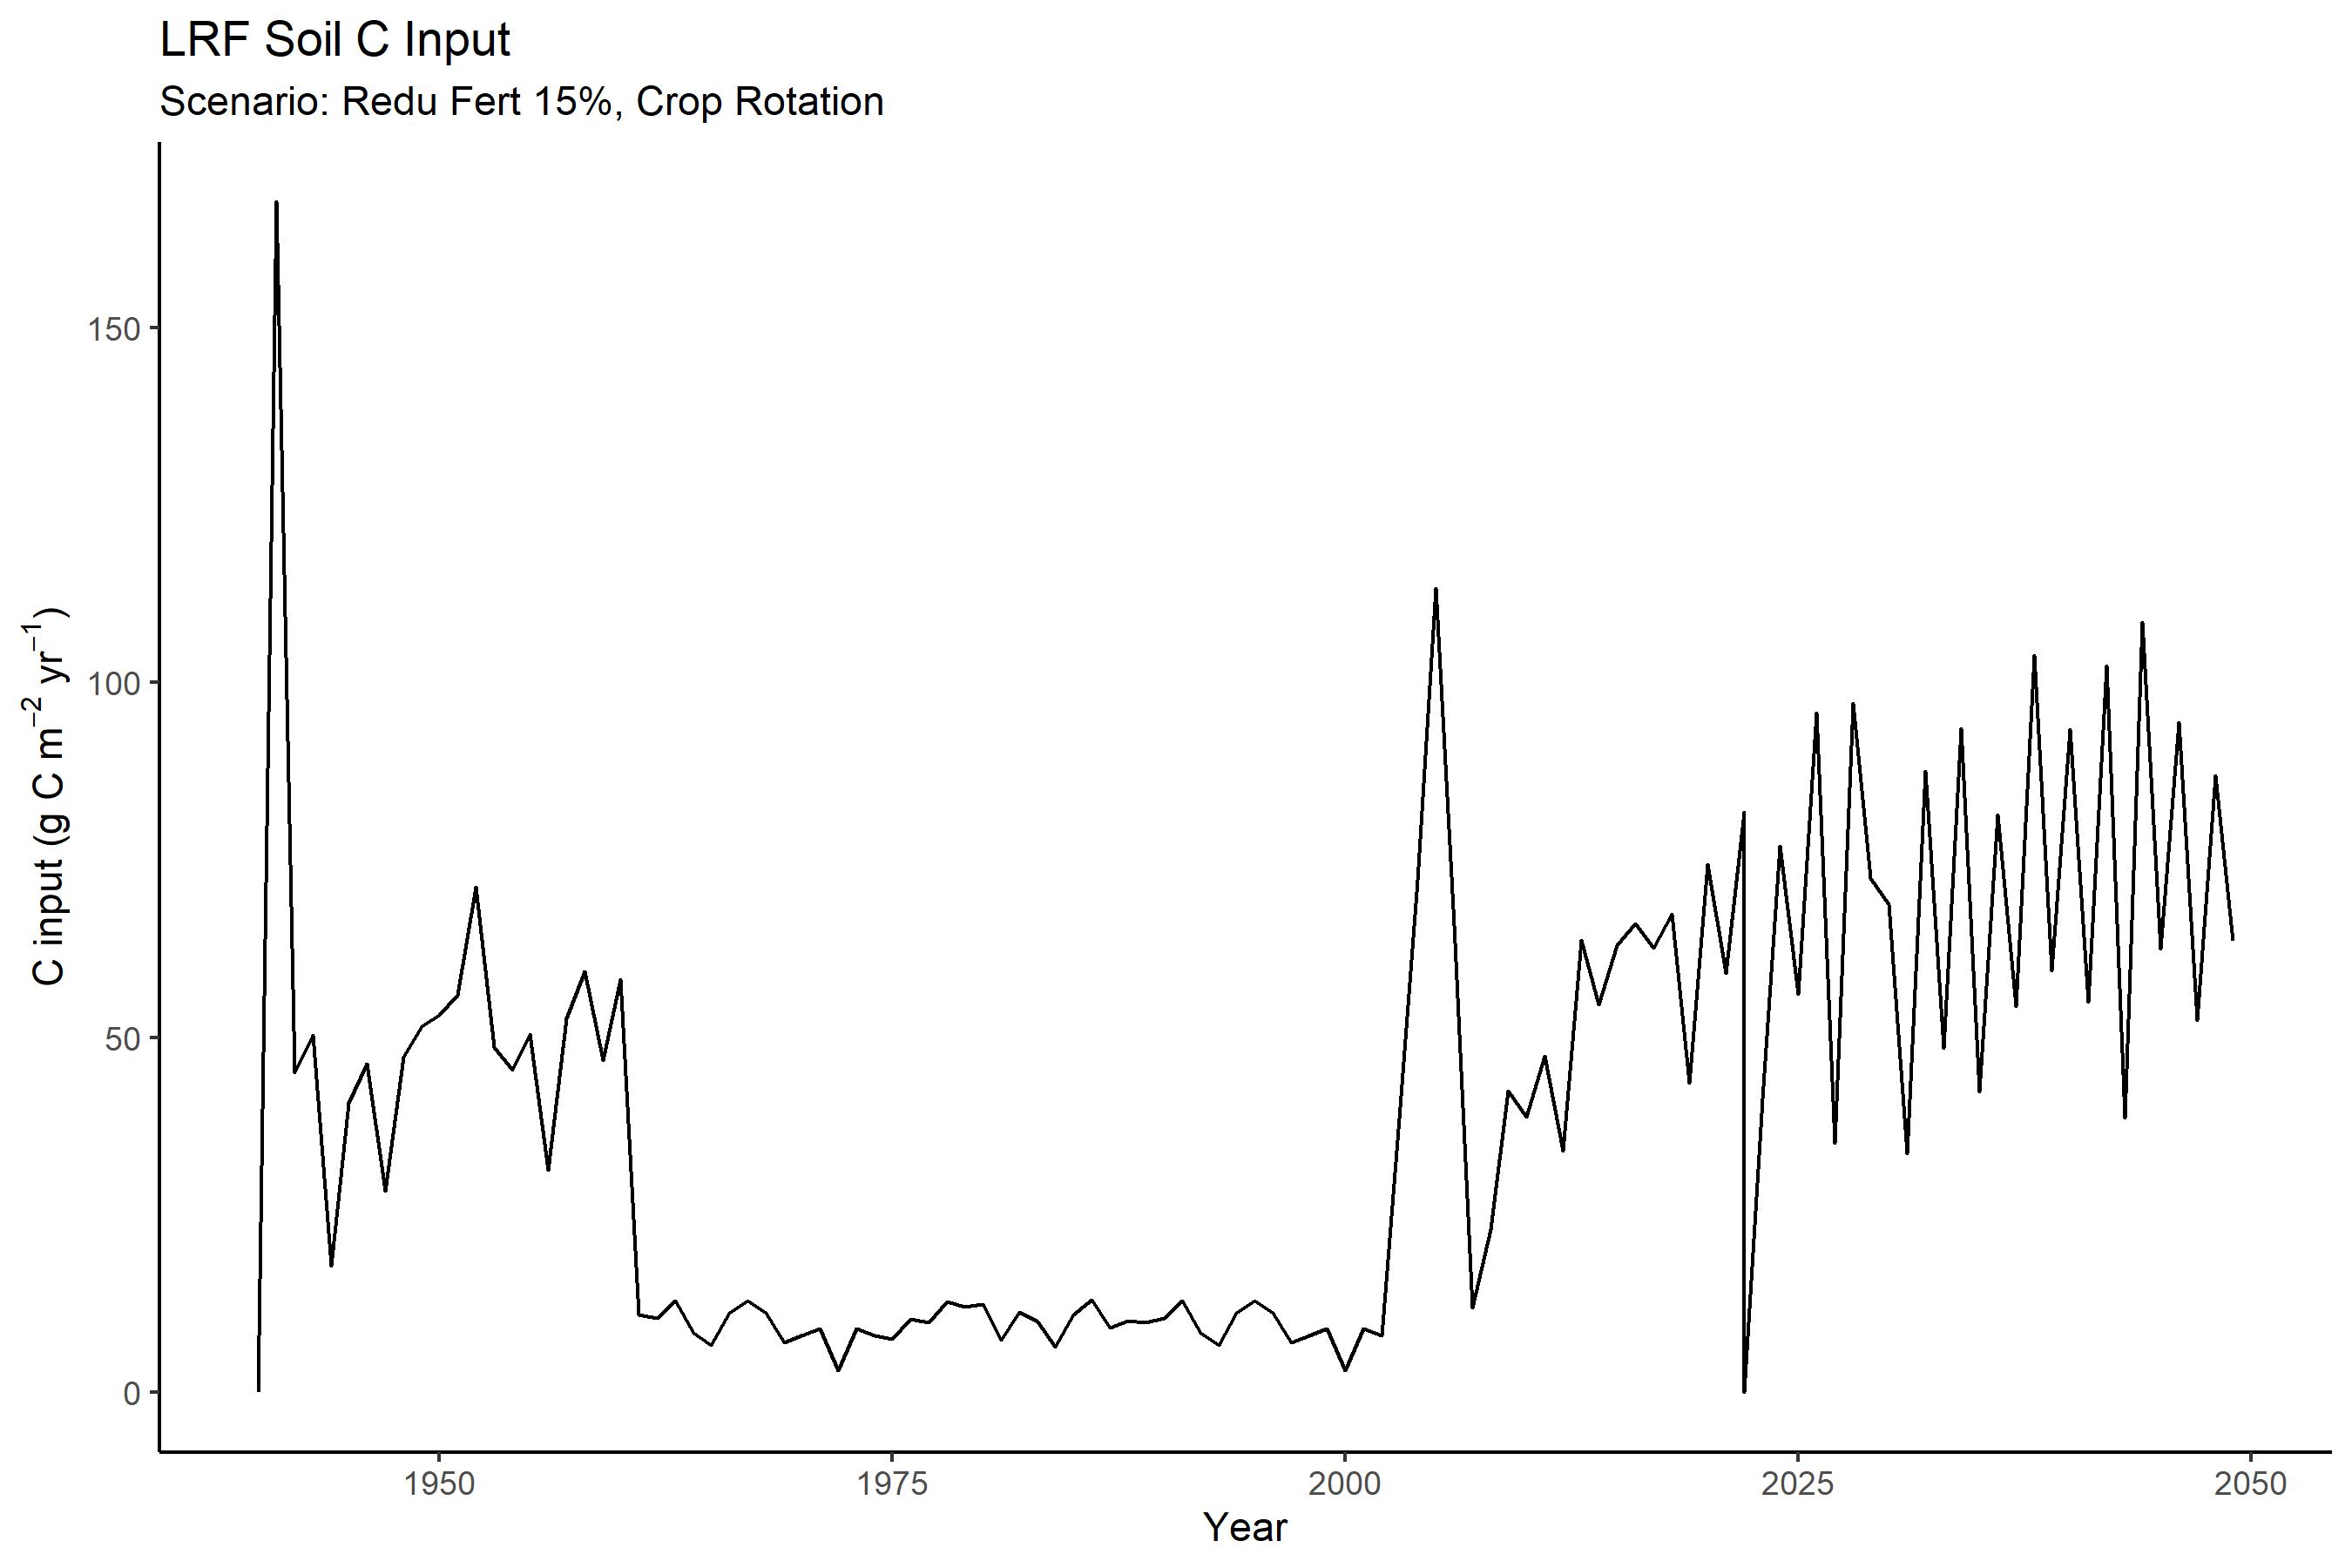 LRF Soil C Input
Scenario: Redu Fert 15%, Crop Rotation
C input (g C m⁻² yr⁻¹)
150
100
50
0
1950 1975 2000 2025 2050
Year